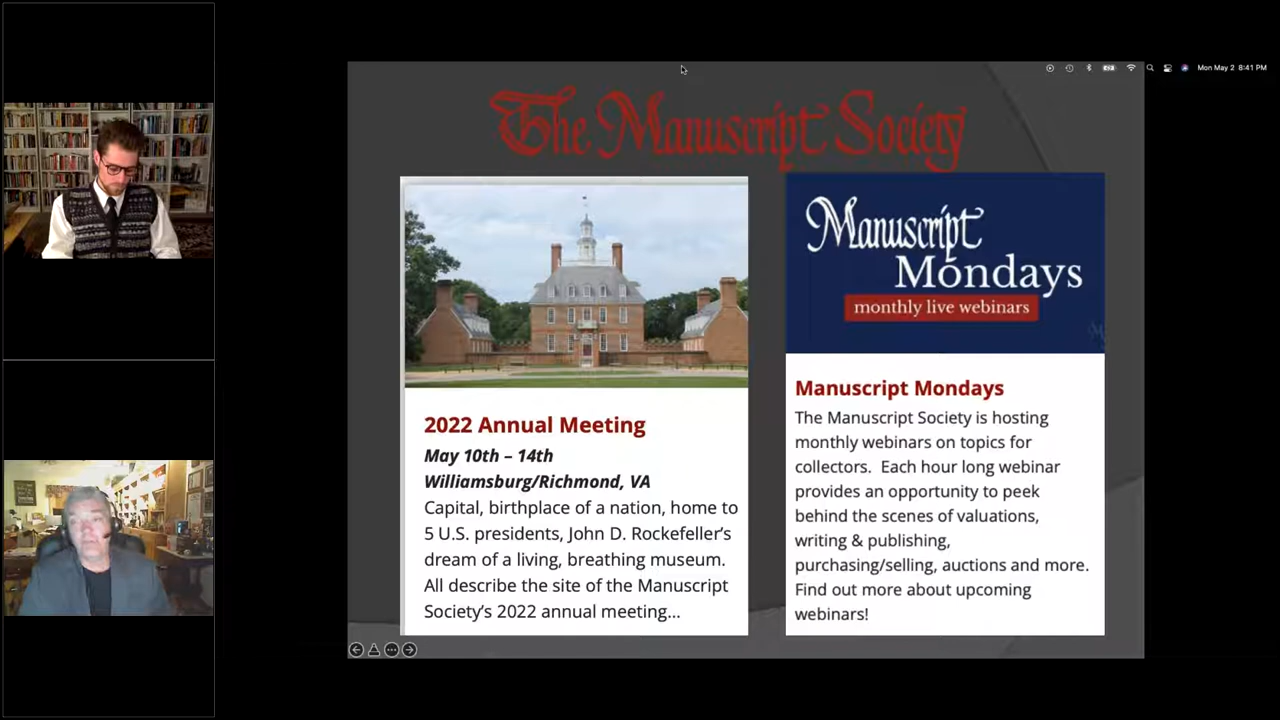 Mon May 2 8:41 PM
The Manuscript Society
2022 Annual Meeting
May 10th – 14th
Williamsburg/Richmond, VA
Capital, birthplace of a nation, home to
5 U.S. presidents, John D. Rockefeller’s
dream of a living, breathing museum.
All describe the site of the Manuscript
Society’s 2022 annual meeting...
Manuscript
Mondays
monthly live webinars
Manuscript Mondays
The Manuscript Society is hosting
monthly webinars on topics for
collectors. Each hour long webinar
provides an opportunity to peek
behind the scenes of valuations,
writing & publishing,
purchasing/selling, auctions and more.
Find out more about upcoming
webinars!